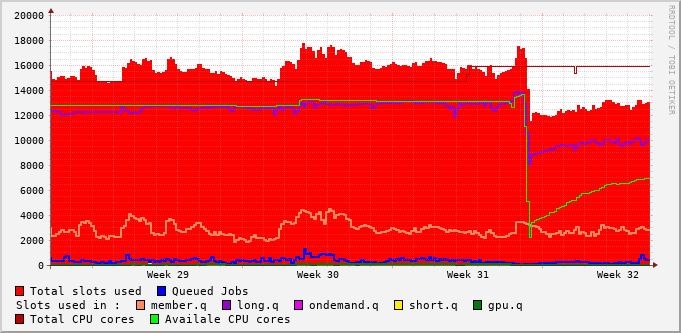 20000
18000
16000
14000
12000
10000
8000
6000
4000
2000
0
Week 29 Week 30 Week 31 Week 32
RRDTOOL / TOBI OETIKER
Total slots used Queued Jobs
Slots used in : member.q long.q ondemand.q short.q gpu.q
Total CPU cores Availale CPU cores